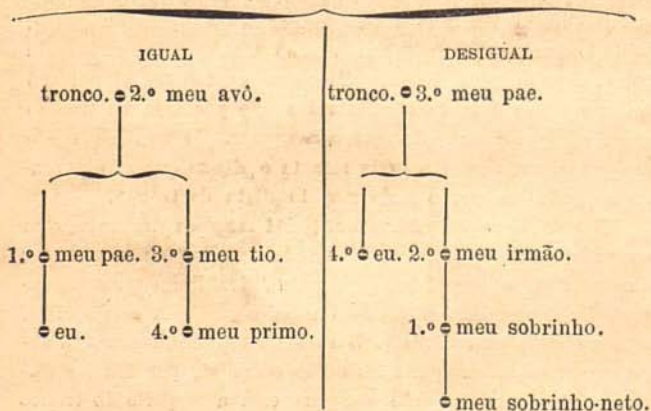 IGUAL
tronco. 2.º meu avô.
1.º meu pae. 3.º meu tio.
eu. 4.º meu primo.
DESIGUAL
tronco. 3.º meu pae.
4.º eu. 2.º meu irmão.
1.º meu sobrinho.
meu sobrinho-neto.